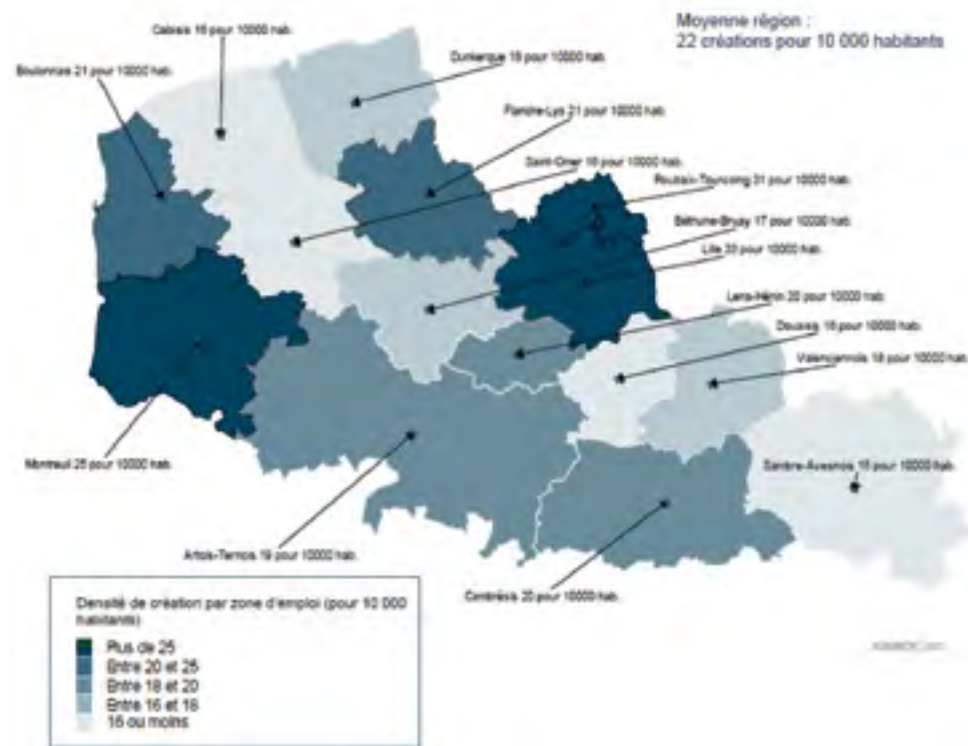 Moyenne région :
22 créations pour 10 000 habitants
Calaisis 16 pour 10000 hab.
Boulonnais 21 pour 10000 hab.
Dunkerque 18 pour 10000 hab.
Flandre-Lys 21 pour 10000 hab.
Saint-Omer 16 pour 10000 hab.
Roubaix-Tourcoing 31 pour 10000 hab.
Béthune-Bruay 17 pour 10000 hab.
Lille 33 pour 10000 hab.
Lens-Hénin 20 pour 10000 hab.
Douaisis 16 pour 10000 hab.
Valenciennois 18 pour 10000 hab.
Montreuil 25 pour 10000 hab.
Sambre-Avesnois 15 pour 10000 hab.
Artois-Ternois 19 pour 10000 hab.
Cambrésis 20 pour 10000 hab.
Densité de création par zone d'emploi (pour 10 000
habitants)
Plus de 25
Entre 20 et 25
Entre 18 et 20
Entre 16 et 18
16 ou moins